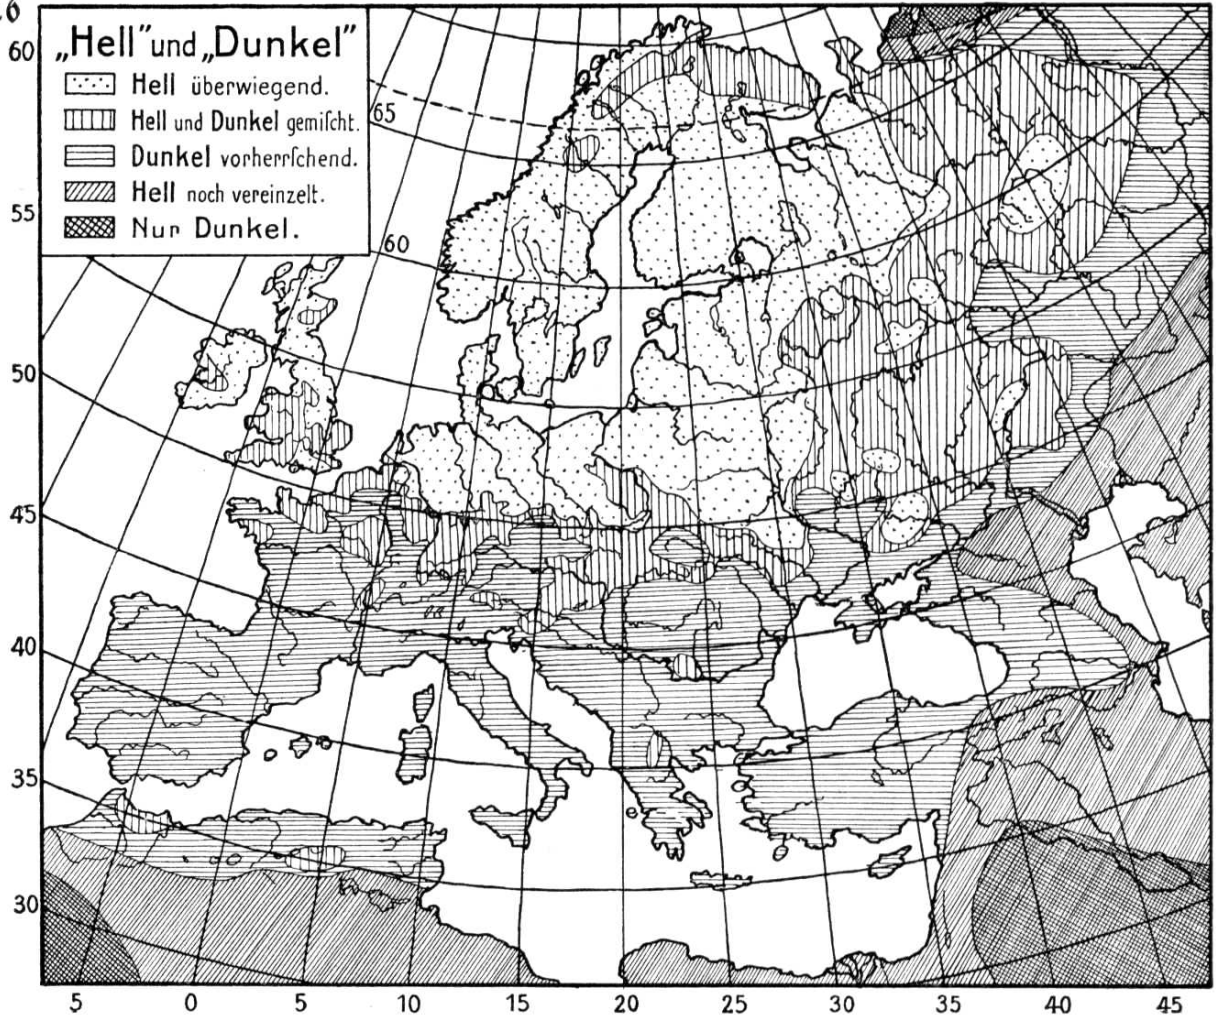 „Hell” und „Dunkel”
Hell überwiegend.
Hell und Dunkel gemiſcht.
Dunkel vorherrſchend.
Hell noch vereinzelt.
Nur Dunkel.
60
55
50
45
40
35
30
65
60
5 0 5 10 15 20 25 30 35 40 45